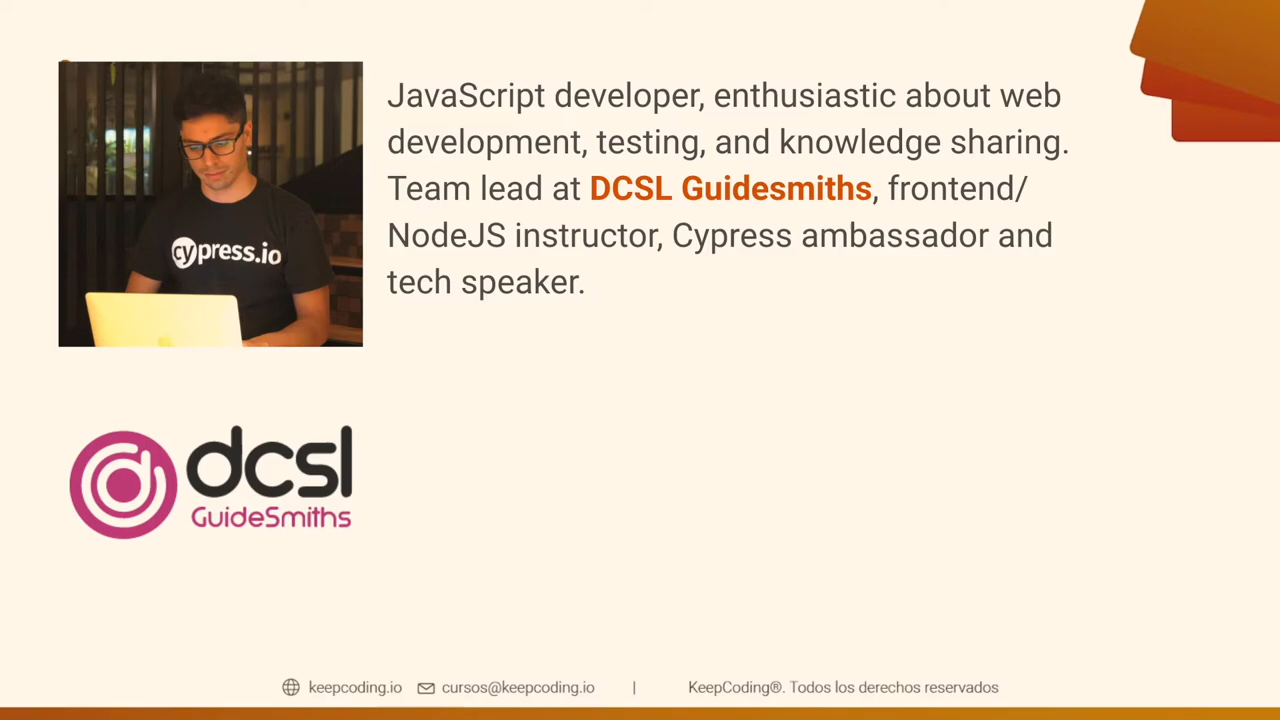 JavaScript developer, enthusiastic about web
development, testing, and knowledge sharing.
Team lead at DCSL Guidesmiths, frontend/
NodeJS instructor, Cypress ambassador and
tech speaker.
cypress.io
dcsl
GuideSmiths
keepcoding.io cursos@keepcoding.io | KeepCoding®. Todos los derechos reservados